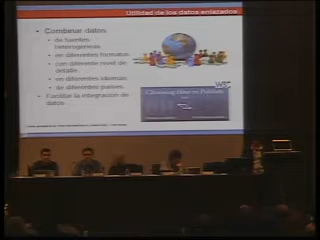 Utilidad de los datos enlazados
• Combinar datos
• de fuentes
heterogéneas
• en diferentes formatos
• con diferente nivel de
detalle
• en diferentes idiomas
• de diferentes países
• Facilitar la integración de
datos
W3C